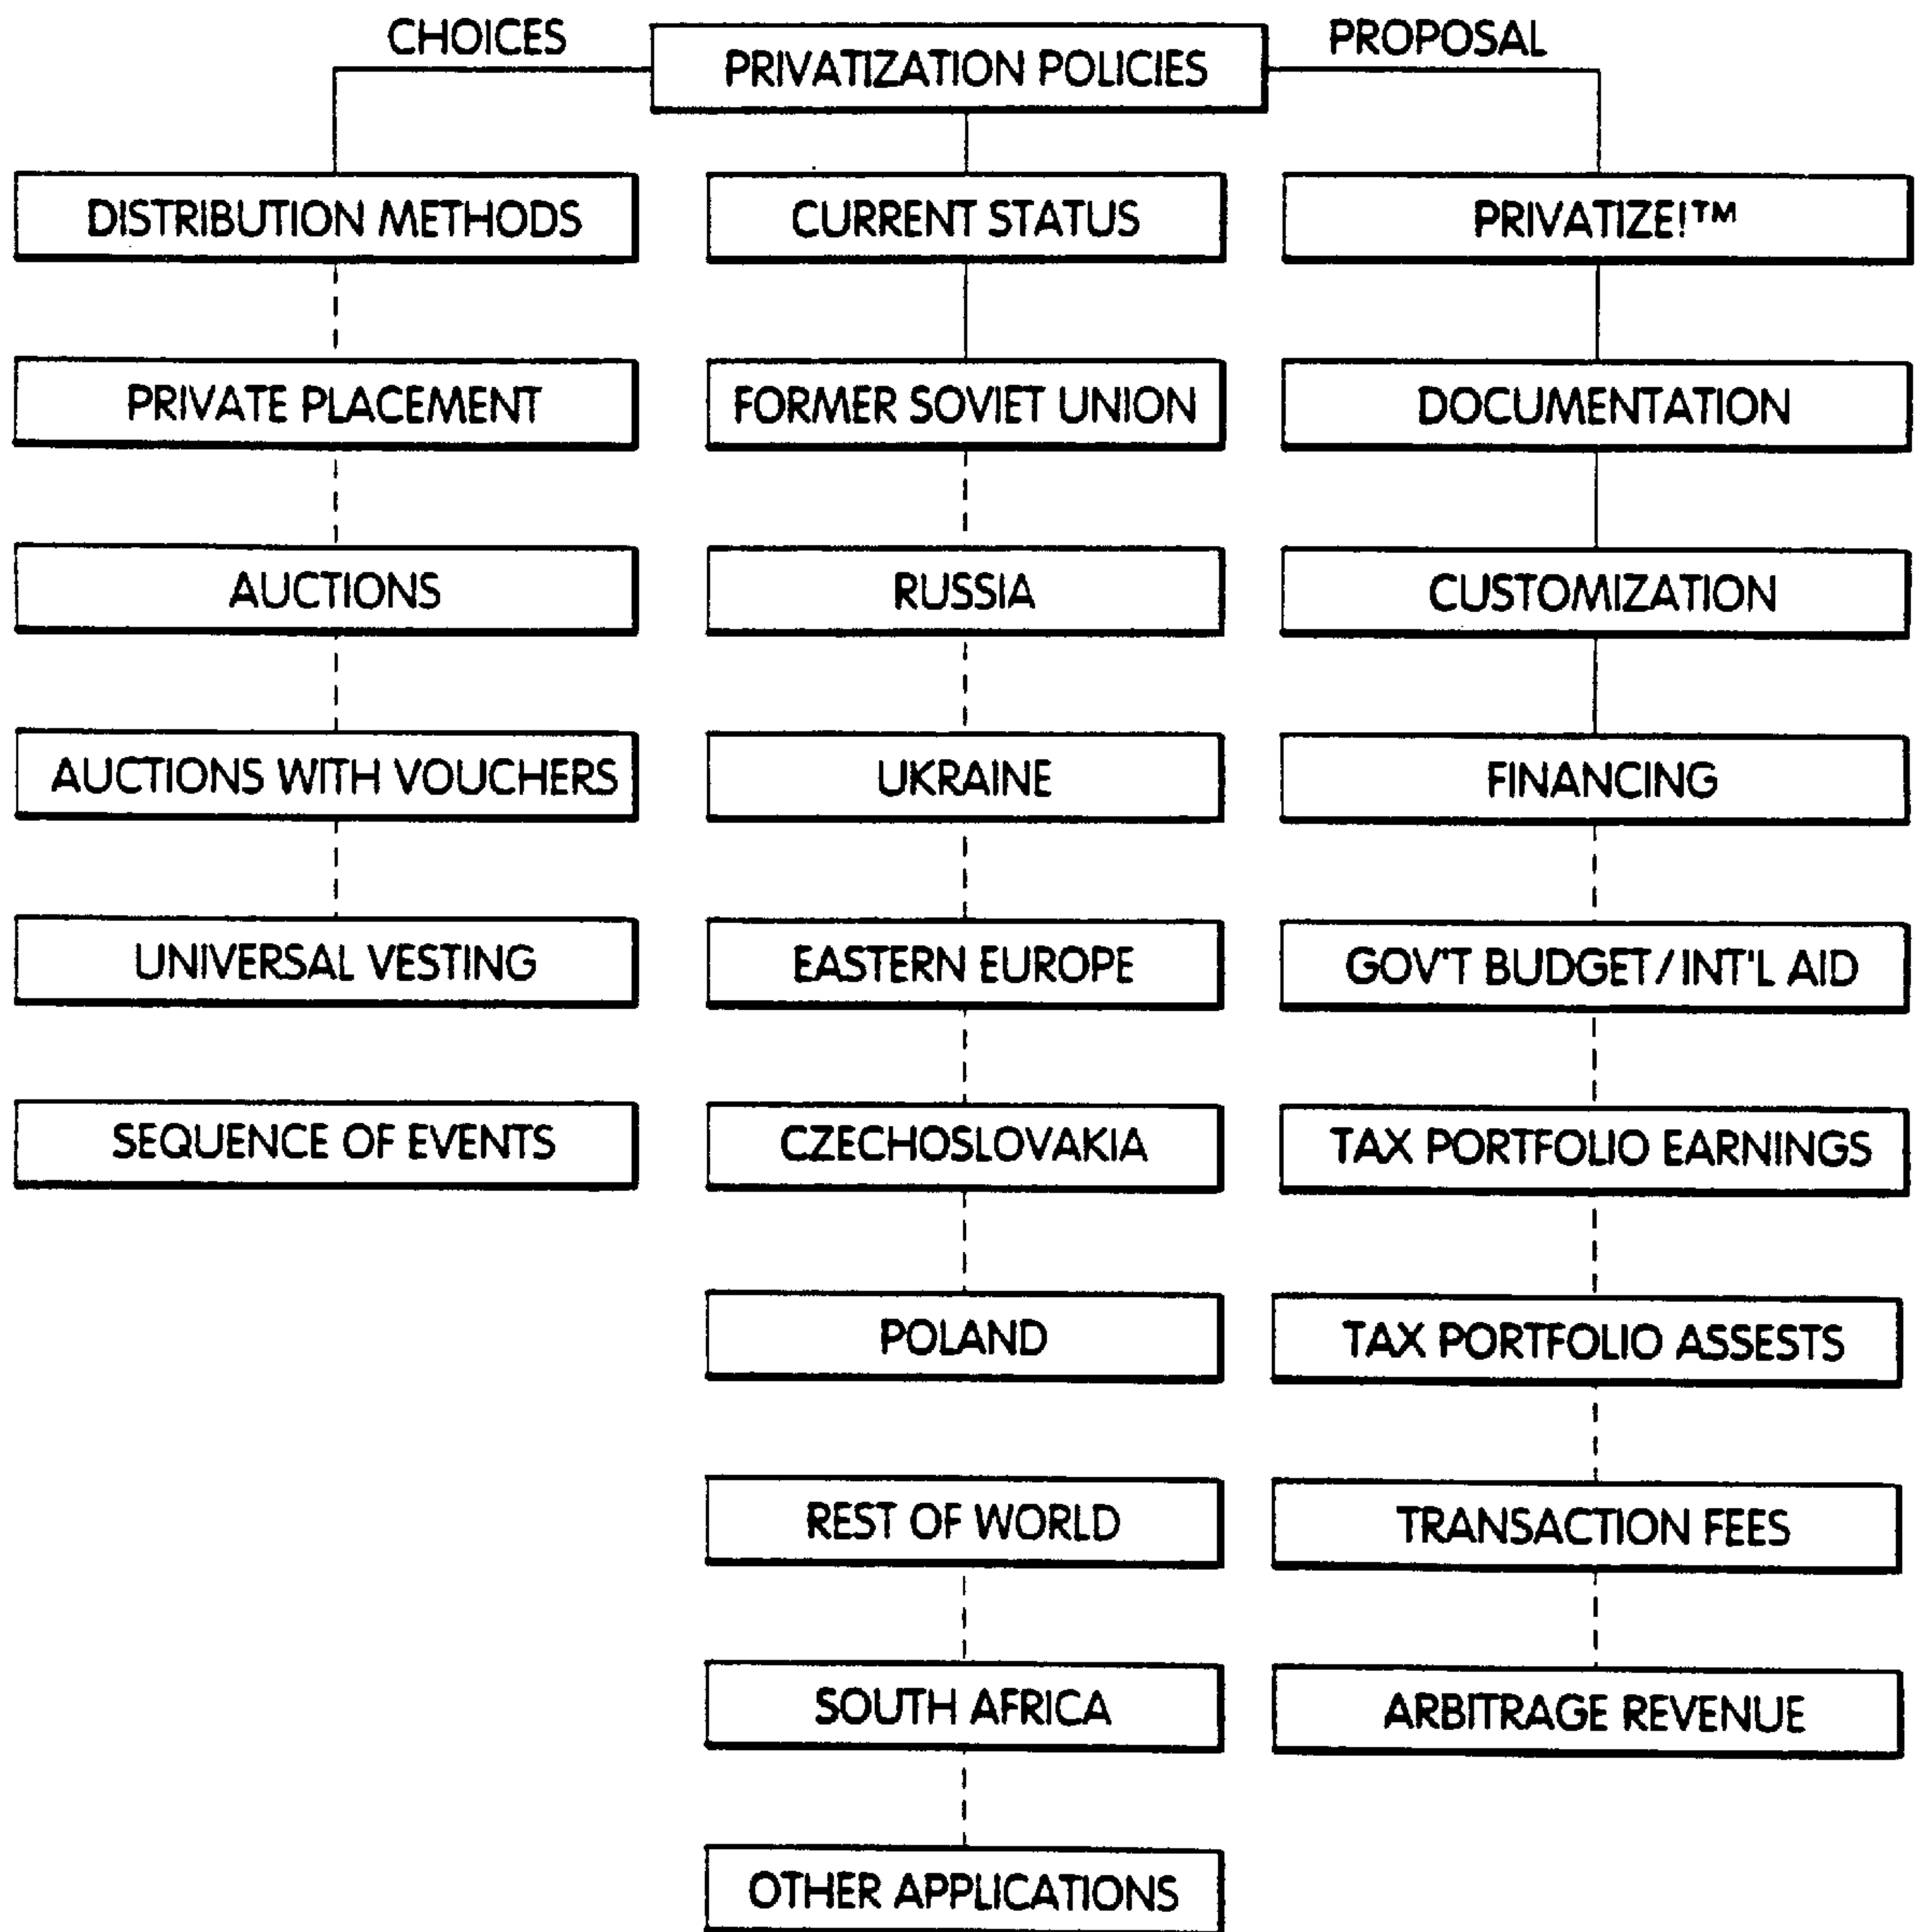 CHOICES
PRIVATIZATION POLICIES
PROPOSAL
DISTRIBUTION METHODS
PRIVATE PLACEMENT
AUCTIONS
AUCTIONS WITH VOUCHERS
UNIVERSAL VESTING
SEQUENCE OF EVENTS
CURRENT STATUS
FORMER SOVIET UNION
RUSSIA
UKRAINE
EASTERN EUROPE
CZECHOSLOVAKIA
POLAND
REST OF WORLD
SOUTH AFRICA
OTHER APPLICATIONS
PRIVATIZE!™
DOCUMENTATION
CUSTOMIZATION
FINANCING
GOV'T BUDGET/INT'L AID
TAX PORTFOLIO EARNINGS
TAX PORTFOLIO ASSESTS
TRANSACTION FEES
ARBITRAGE REVENUE